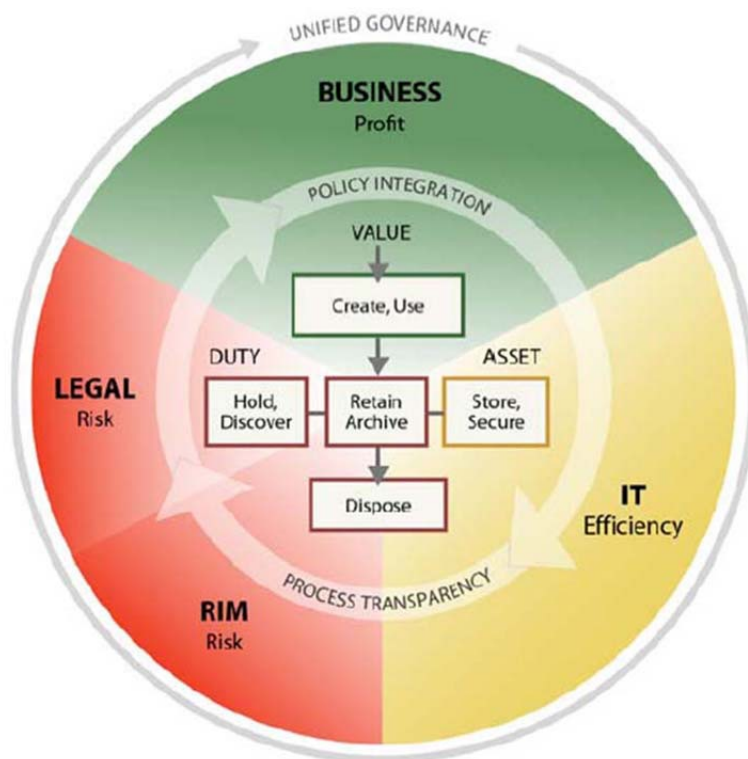 UNIFIED GOVERNANCE
BUSINESS
Profit
POLICY INTEGRATION
VALUE
Create, Use
DUTY
ASSET
Hold,
Discover
Retain
Archive
Store,
Secure
LEGAL
Risk
Dispose
IT
Efficiency
PROCESS TRANSPARENCY
RIM
Risk